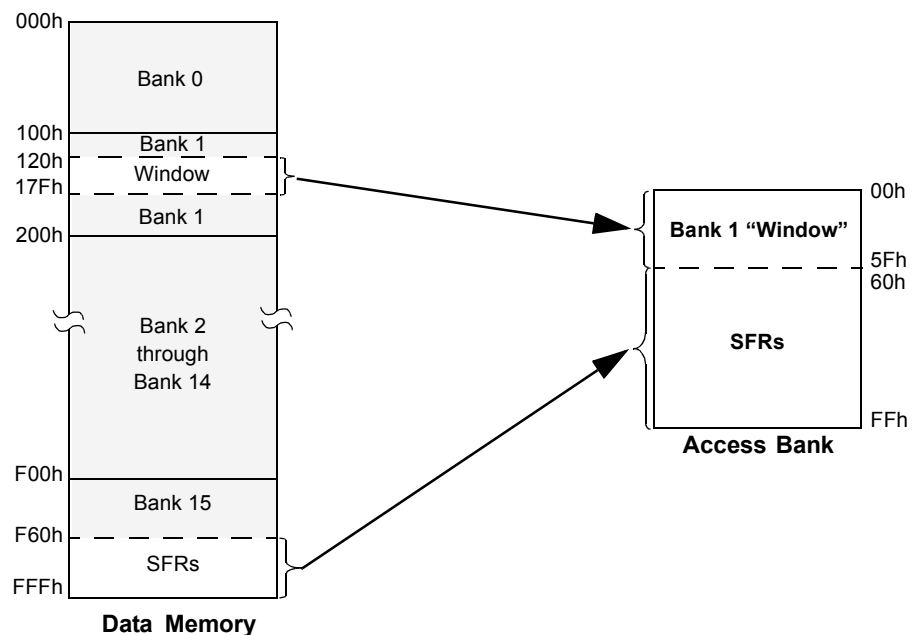 000h
Bank 0
100h
Bank 1
120h
Window
17Fh
Bank 1
200h
Bank 2
through
Bank 14
F00h
Bank 15
F60h
SFRs
FFFh
Data Memory
00h
Bank 1 “Window”
5Fh
60h
SFRs
FFh
Access Bank